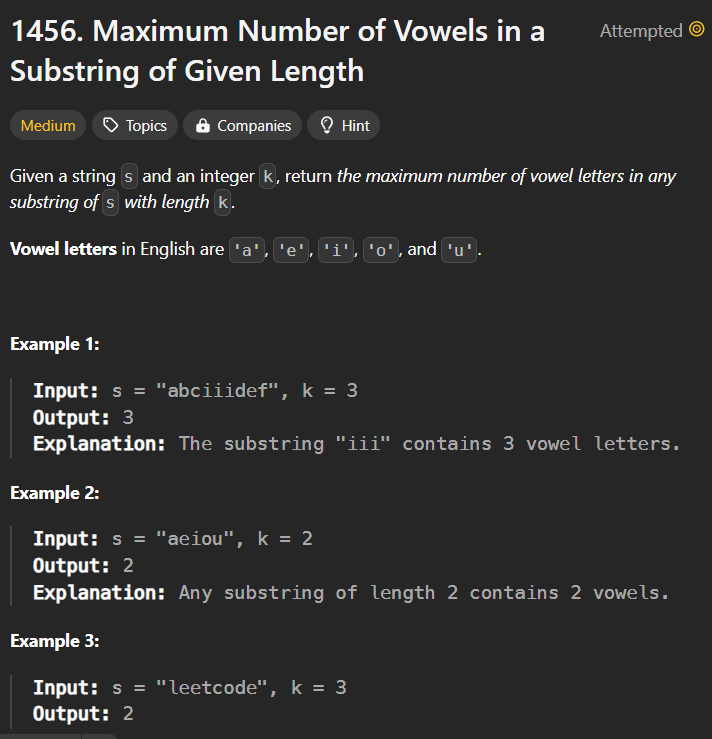 1456. Maximum Number of Vowels in a
Attempted
Substring of Given Length
Medium Topics Companies Hint
Given a string s and an integer k, return the maximum number of vowel letters in any
substring of s with length k.
Vowel letters in English are 'a', 'e', 'i', 'o', and 'u'.
Example 1:
Input: s = "abciiidef", k = 3
Output: 3
Explanation: The substring "iii" contains 3 vowel letters.
Example 2:
Input: s = "aeiou", k = 2
Output: 2
Explanation: Any substring of length 2 contains 2 vowels.
Example 3:
Input: s = "leetcode", k = 3
Output: 2